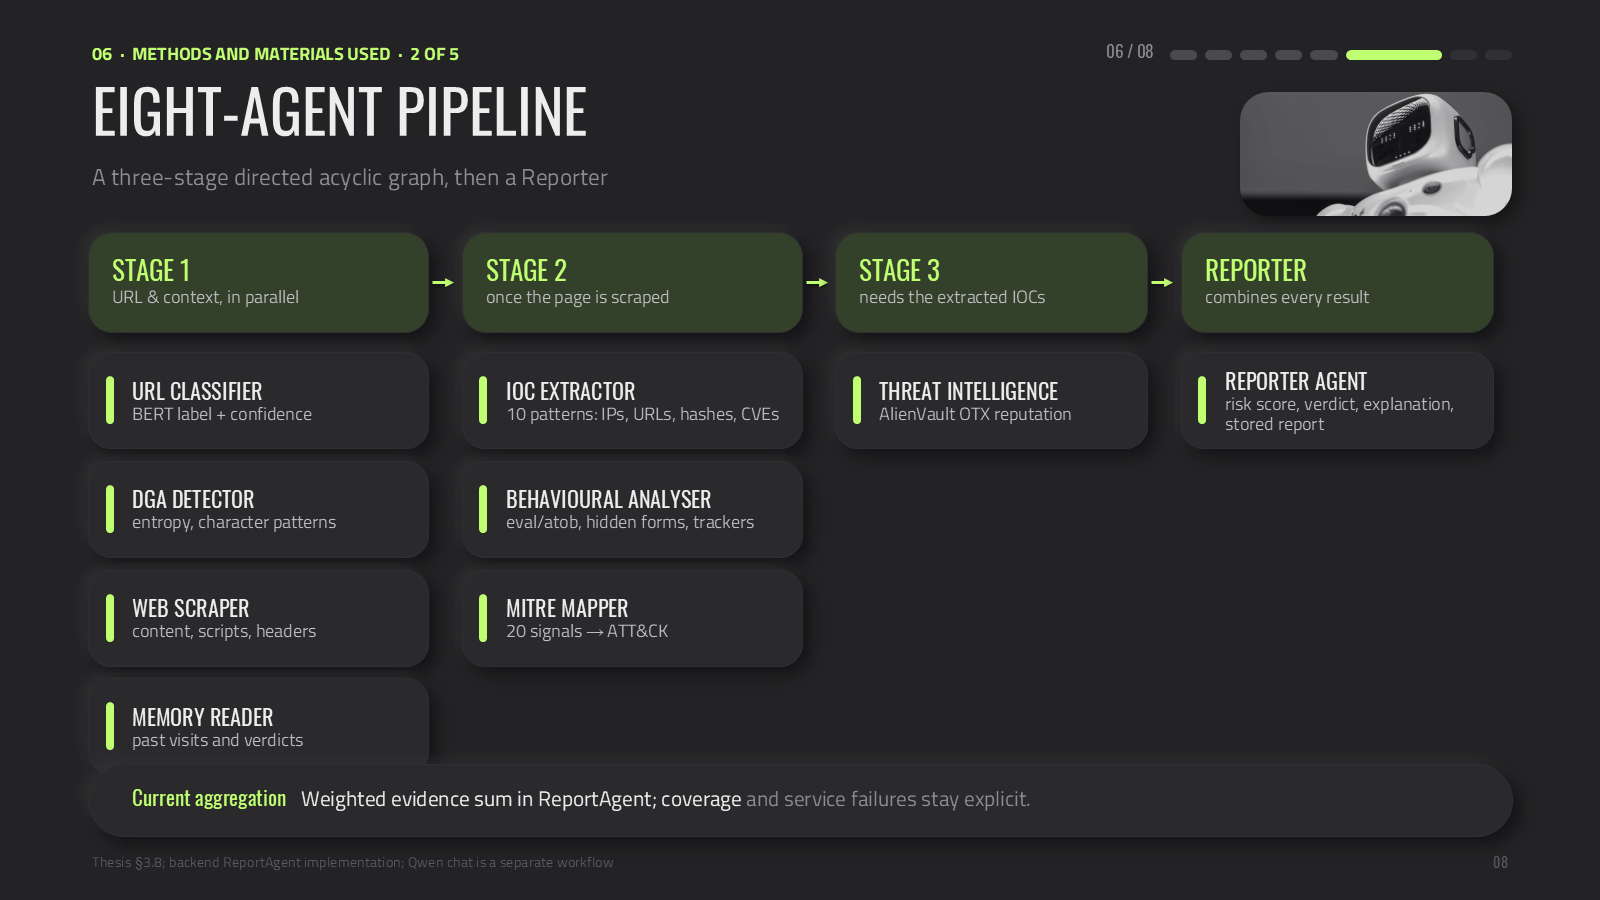 06 · METHODS AND MATERIALS USED · 2 OF 5
06 / 08
EIGHT-AGENT PIPELINE
A three-stage directed acyclic graph, then a Reporter
STAGE 1
URL & context, in parallel
STAGE 2
once the page is scraped
STAGE 3
needs the extracted IOCs
REPORTER
combines every result
URL CLASSIFIER
BERT label + confidence
DGA DETECTOR
entropy, character patterns
WEB SCRAPER
content, scripts, headers
MEMORY READER
past visits and verdicts
IOC EXTRACTOR
10 patterns: IPs, URLs, hashes, CVEs
BEHAVIOURAL ANALYSER
eval/atob, hidden forms, trackers
MITRE MAPPER
20 signals → ATT&CK
THREAT INTELLIGENCE
AlienVault OTX reputation
REPORTER AGENT
risk score, verdict, explanation,
stored report
Current aggregation Weighted evidence sum in ReportAgent; coverage and service failures stay explicit.
Thesis §3.8; backend ReportAgent implementation; Qwen chat is a separate workflow
08